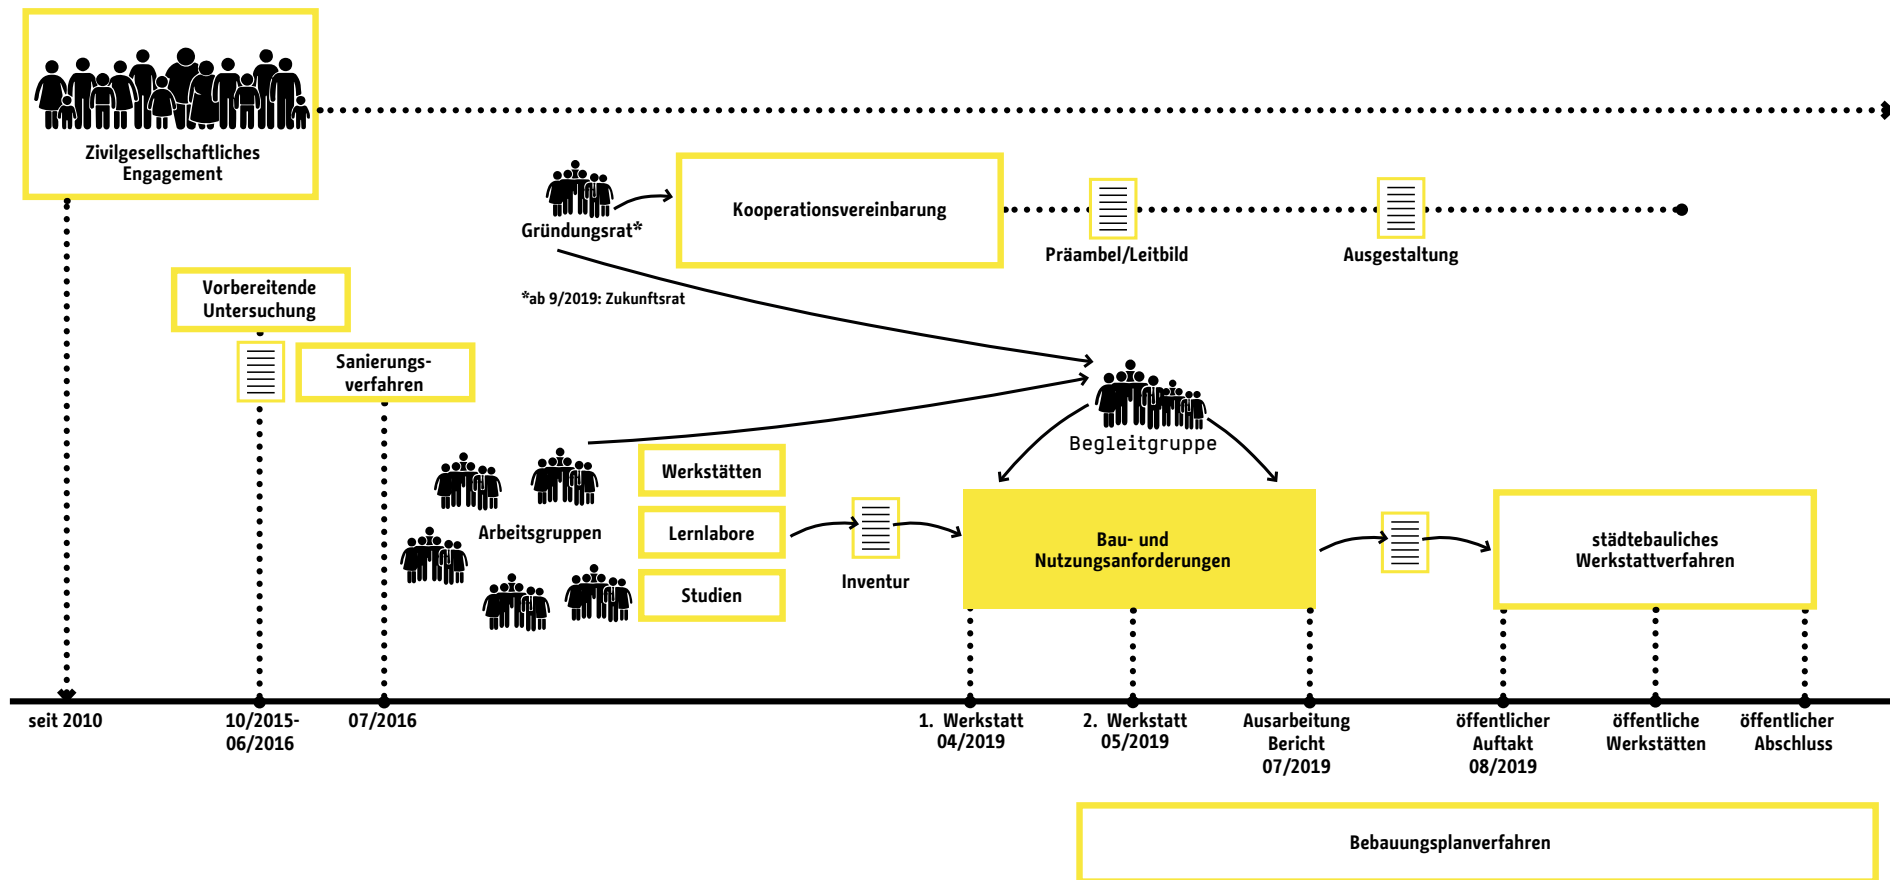 Zivilgesellschaftliches
Engagement
Gründungsrat*
Kooperationsvereinbarung
Präambel/Leitbild
Ausgestaltung
*ab 9/2019: Zukunftsrat
Vorbereitende
Untersuchung
Sanierungs-
verfahren
Begleitgruppe
Arbeitsgruppen
Werkstätten
Lernlabore
Studien
Inventur
Bau- und
Nutzungsanforderungen
städtebauliches
Werkstattverfahren
seit 2010
10/2015-
06/2016
07/2016
1. Werkstatt
04/2019
2. Werkstatt
05/2019
Ausarbeitung
Bericht
07/2019
öffentlicher
Auftakt
08/2019
öffentliche
Werkstätten
öffentlicher
Abschluss
Bebauungsplanverfahren